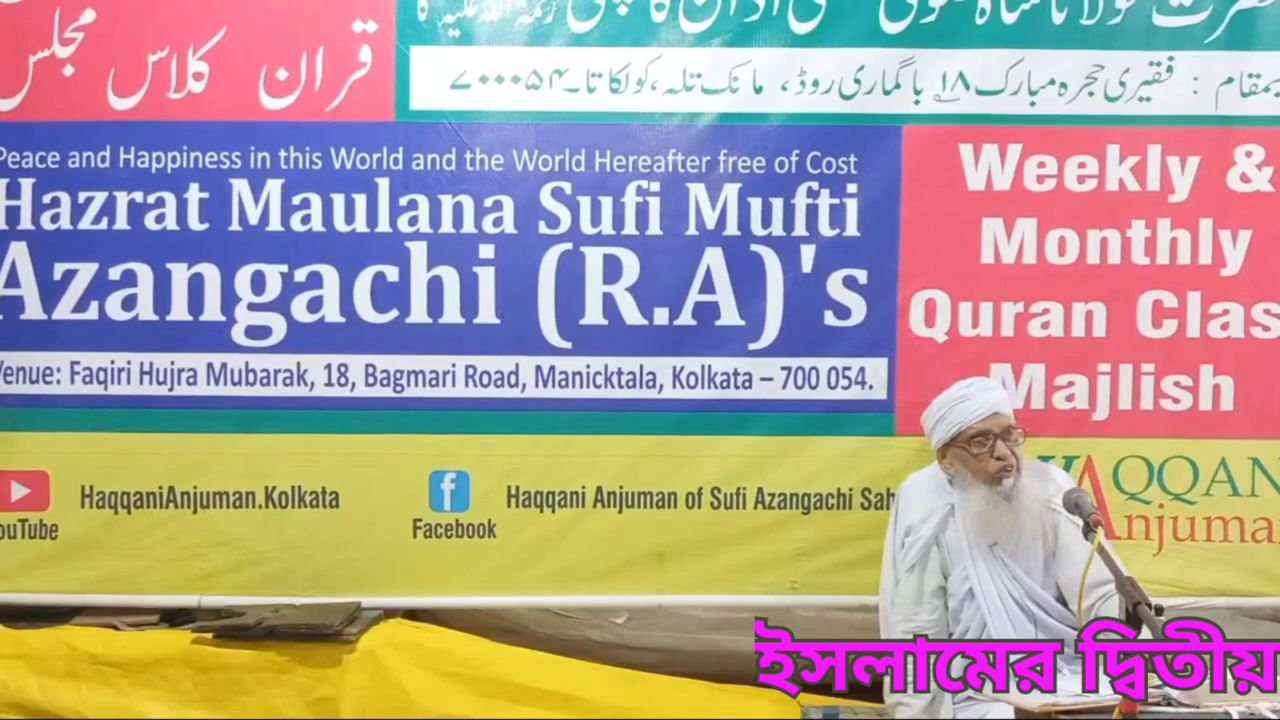 قران کلاس مجلس
بمقام : فقیری حجرہ مبارک ۱۸ باگماری روڈ، مانک تلہ، کولکاتا۔۷۰۰۰۵۴
Peace and Happiness in this World and the World Hereafter free of Cost
Hazrat Maulana Sufi Mufti
Azangachi (R.A)'s
Venue: Faqiri Hujra Mubarak, 18, Bagmari Road, Manicktala, Kolkata – 700 054.
Weekly &
Monthly
Quran Clas
Majlish
ouTube
HaqqaniAnjuman.Kolkata
Facebook
Haqqani Anjuman of Sufi Azangachi Sah
AQQAN
Anjuma
ইসলামের দ্বিতীয়